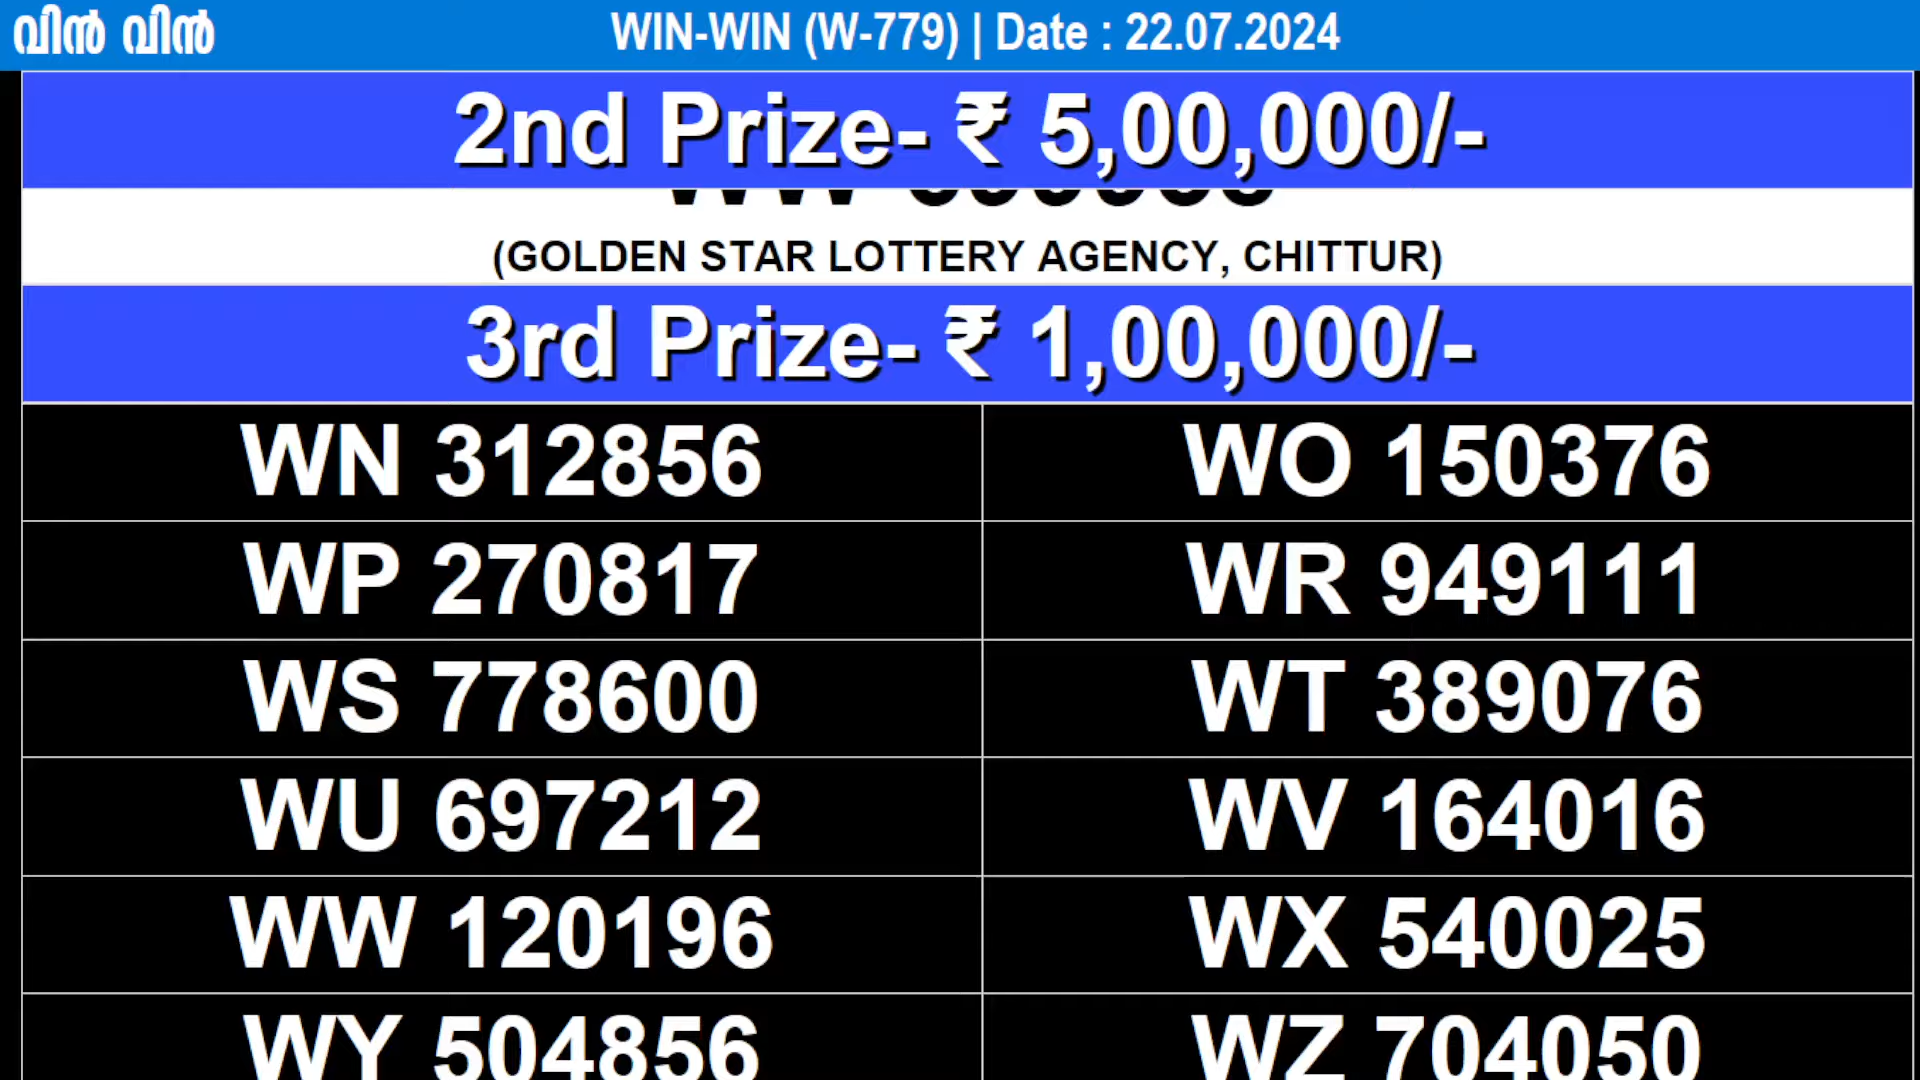 വിൻ വിൻ
WIN-WIN (W-779) | Date : 22.07.2024
2nd Prize- ₹ 5,00,000/-
(GOLDEN STAR LOTTERY AGENCY, CHITTUR)
3rd Prize- ₹ 1,00,000/-
WN 312856
WO 150376
WP 270817
WR 949111
WS 778600
WT 389076
WU 697212
WV 164016
WW 120196
WX 540025
WY 504856
WZ 704050